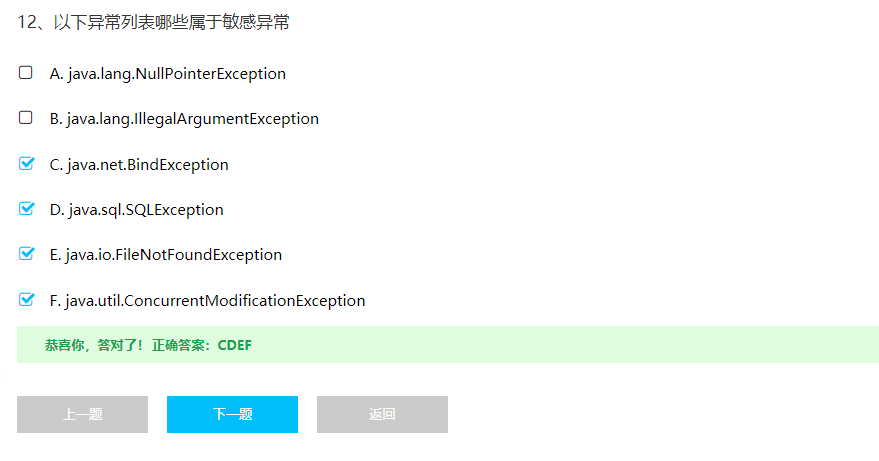 12、以下异常列表哪些属于敏感异常
A. java.lang.NullPointerException
B. java.lang.IllegalArgumentException
C. java.net.BindException
D. java.sql.SQLException
E. java.io.FileNotFoundException
F. java.util.ConcurrentModificationException
恭喜你，答对了！正确答案：CDEF
上一题 下一题 返回